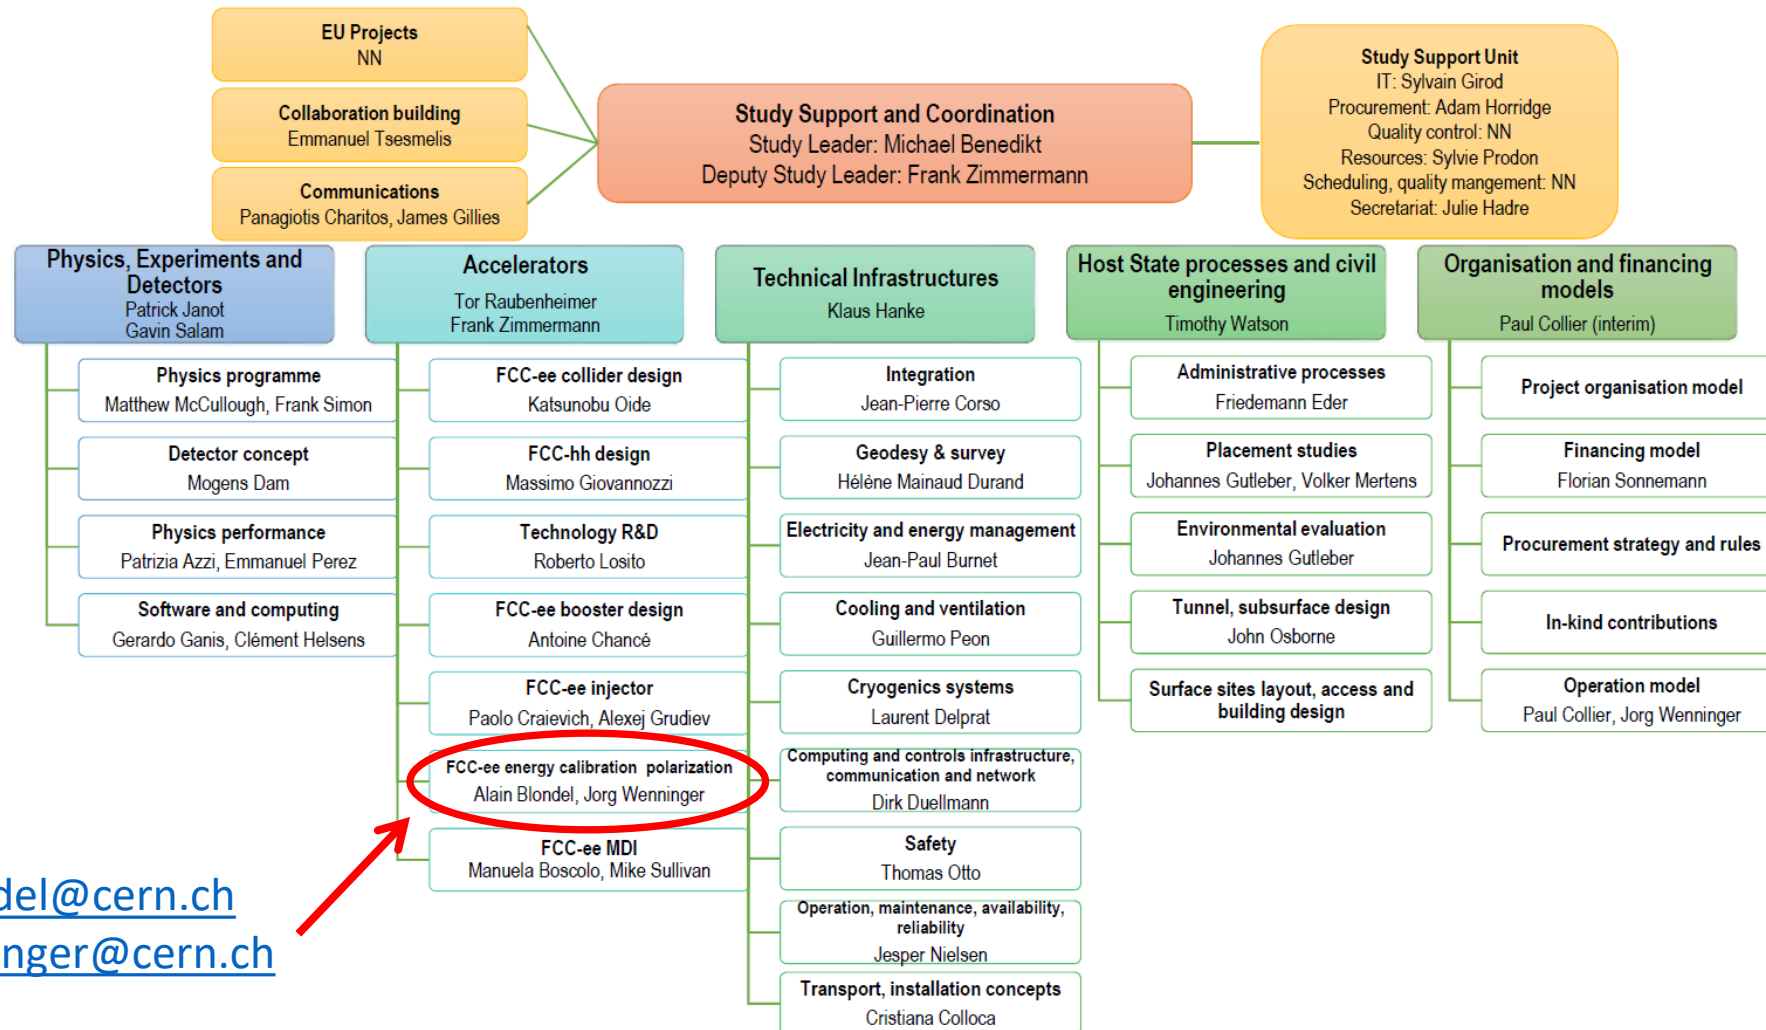 EU Projects
NN
Collaboration building
Emmanuel Tsesmelis
Communications
Panagiotis Charitos, James Gillies
Study Support and Coordination
Study Leader: Michael Benedikt
Deputy Study Leader: Frank Zimmermann
Study Support Unit
IT: Sylvain Girod
Procurement: Adam Horridge
Quality control: NN
Resources: Sylvie Prodon
Scheduling, quality mangement: NN
Secretariat: Julie Hadre
Physics, Experiments and
Detectors
Patrick Janot
Gavin Salam
Physics programme
Matthew McCullough, Frank Simon
Detector concept
Mogens Dam
Physics performance
Patrizia Azzi, Emmanuel Perez
Software and computing
Gerardo Ganis, Clément Helsens
Accelerators
Tor Raubenheimer
Frank Zimmermann
FCC-ee collider design
Katsunobu Oide
FCC-hh design
Massimo Giovannozzi
Technology R&D
Roberto Losito
FCC-ee booster design
Antoine Chancé
FCC-ee injector
Paolo Craievich, Alexej Grudiev
FCC-ee energy calibration polarization
Alain Blondel, Jorg Wenninger
FCC-ee MDI
Manuela Boscolo, Mike Sullivan
Technical Infrastructures
Klaus Hanke
Integration
Jean-Pierre Corso
Geodesy & survey
Hélène Mainaud Durand
Electricity and energy management
Jean-Paul Burnet
Cooling and ventilation
Guillermo Peon
Cryogenics systems
Laurent Delprat
Computing and controls infrastructure,
communication and network
Dirk Duellmann
Safety
Thomas Otto
Operation, maintenance, availability,
reliability
Jesper Nielsen
Transport, installation concepts
Cristiana Colloca
Host State processes and civil
engineering
Timothy Watson
Administrative processes
Friedemann Eder
Placement studies
Johannes Gutleber, Volker Mertens
Environmental evaluation
Johannes Gutleber
Tunnel, subsurface design
John Osborne
Surface sites layout, access and
building design
Organisation and financing
models
Paul Collier (interim)
Project organisation model
Financing model
Florian Sonnemann
Procurement strategy and rules
In-kind contributions
Operation model
Paul Collier, Jorg Wenninger
del@cern.ch
nger@cern.ch